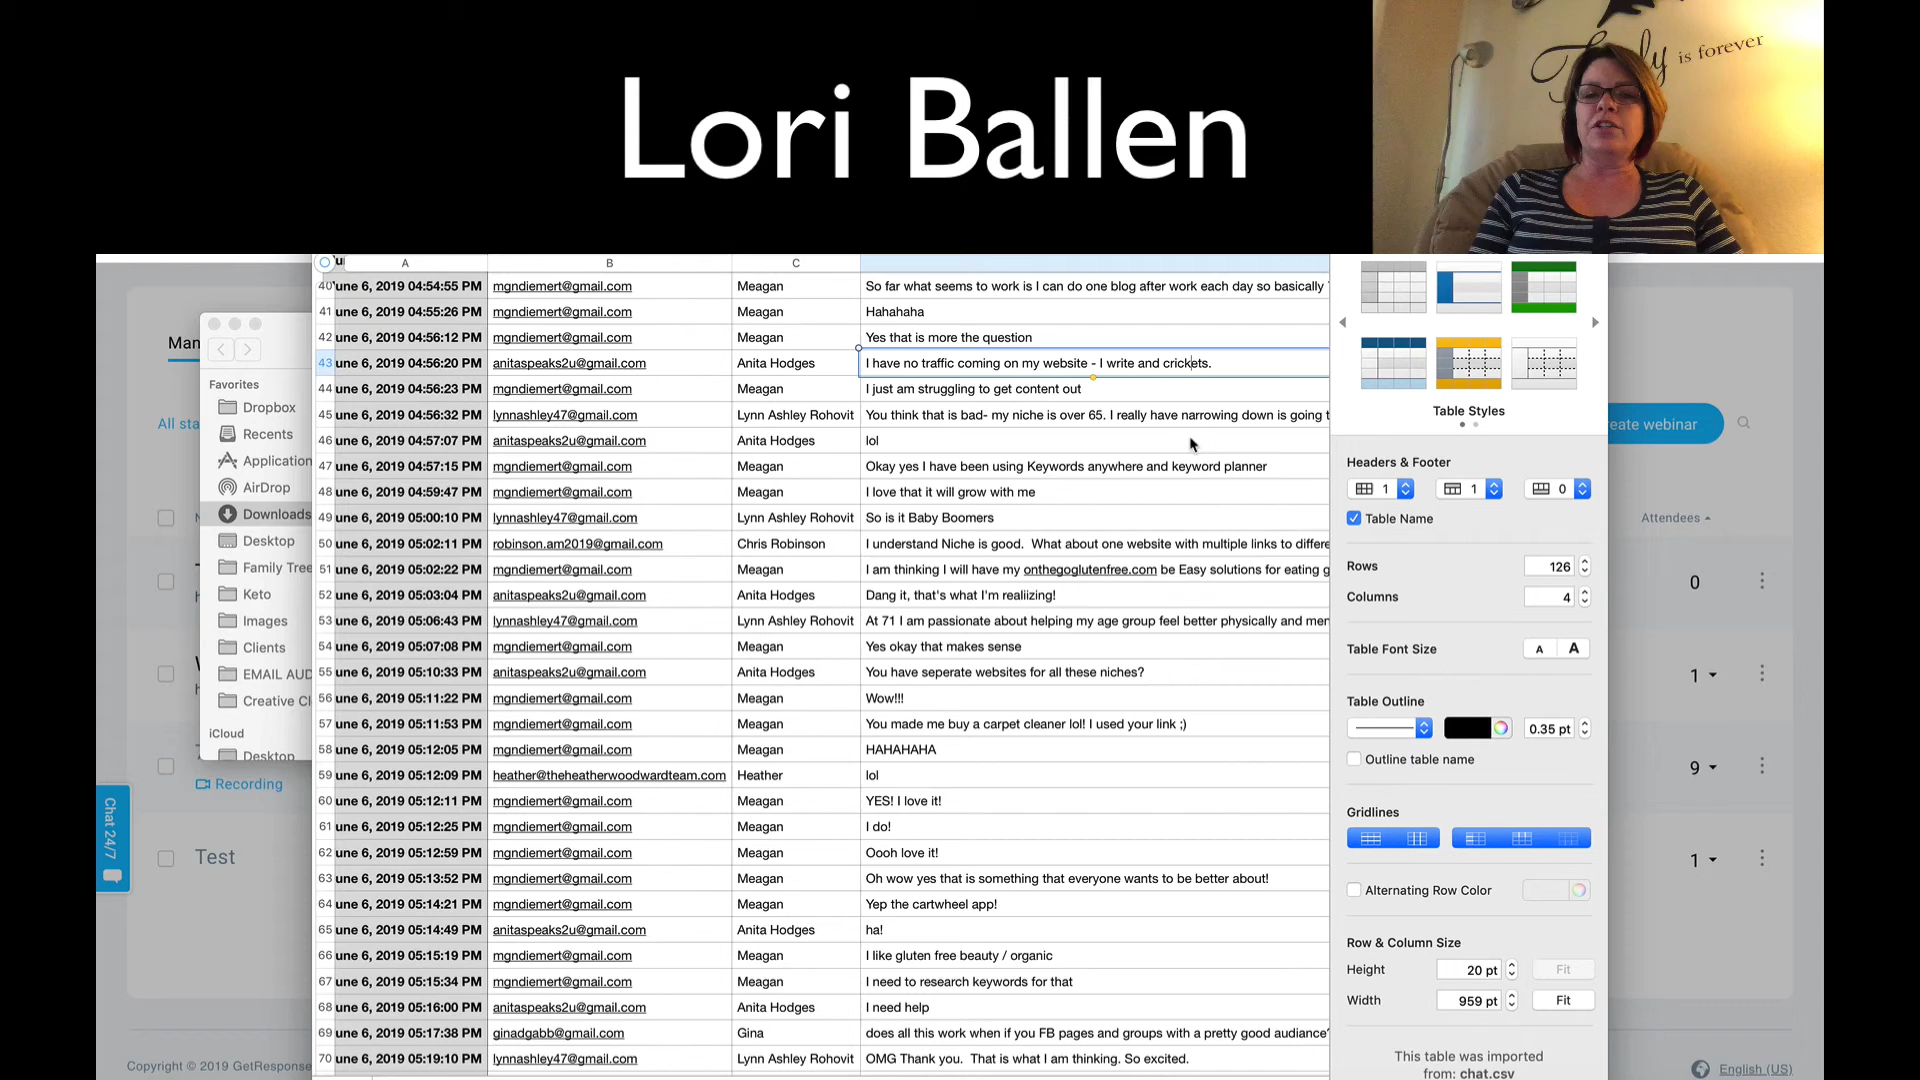 Lori Ballen
Family is forever
A B C
40 une 6, 2019 04:54:55 PM mgndiemert@gmail.com Meagan So far what seems to work is I can do one blog after work each day so basically
41 une 6, 2019 04:55:26 PM mgndiemert@gmail.com Meagan Hahahaha
42 une 6, 2019 04:56:12 PM mgndiemert@gmail.com Meagan Yes that is more the question
43 une 6, 2019 04:56:20 PM anitaspeaks2u@gmail.com Anita Hodges I have no traffic coming on my website - I write and crickets.
44 une 6, 2019 04:56:23 PM mgndiemert@gmail.com Meagan I just am struggling to get content out
45 une 6, 2019 04:56:32 PM lynnashley47@gmail.com Lynn Ashley Rohovit You think that is bad- my niche is over 65. I really have narrowing down is going t
46 une 6, 2019 04:57:07 PM anitaspeaks2u@gmail.com Anita Hodges lol
47 une 6, 2019 04:57:15 PM mgndiemert@gmail.com Meagan Okay yes I have been using Keywords anywhere and keyword planner
48 une 6, 2019 04:59:47 PM mgndiemert@gmail.com Meagan I love that it will grow with me
49 une 6, 2019 05:00:10 PM lynnashley47@gmail.com Lynn Ashley Rohovit So is it Baby Boomers
50 une 6, 2019 05:02:11 PM robinson.am2019@gmail.com Chris Robinson I understand Niche is good. What about one website with multiple links to differe
51 une 6, 2019 05:02:22 PM mgndiemert@gmail.com Meagan I am thinking I will have my onthegoglutenfree.com be Easy solutions for eating g
52 une 6, 2019 05:03:04 PM anitaspeaks2u@gmail.com Anita Hodges Dang it, that's what I'm realiizing!
53 une 6, 2019 05:06:43 PM lynnashley47@gmail.com Lynn Ashley Rohovit At 71 I am passionate about helping my age group feel better physically and men
54 une 6, 2019 05:07:08 PM mgndiemert@gmail.com Meagan Yes okay that makes sense
55 une 6, 2019 05:10:33 PM anitaspeaks2u@gmail.com Anita Hodges You have seperate websites for all these niches?
56 une 6, 2019 05:11:22 PM mgndiemert@gmail.com Meagan Wow!!!
57 une 6, 2019 05:11:53 PM mgndiemert@gmail.com Meagan You made me buy a carpet cleaner lol! I used your link ;)
58 une 6, 2019 05:12:05 PM mgndiemert@gmail.com Meagan HAHAHAHA
59 une 6, 2019 05:12:09 PM heather@theheatherwoodwardteam.com Heather lol
60 une 6, 2019 05:12:11 PM mgndiemert@gmail.com Meagan YES! I love it!
61 une 6, 2019 05:12:25 PM mgndiemert@gmail.com Meagan I do!
62 une 6, 2019 05:12:59 PM mgndiemert@gmail.com Meagan Oooh love it!
63 une 6, 2019 05:13:52 PM mgndiemert@gmail.com Meagan Oh wow yes that is something that everyone wants to be better about!
64 une 6, 2019 05:14:21 PM mgndiemert@gmail.com Meagan Yep the cartwheel app!
65 une 6, 2019 05:14:49 PM anitaspeaks2u@gmail.com Anita Hodges ha!
66 une 6, 2019 05:15:19 PM mgndiemert@gmail.com Meagan I like gluten free beauty / organic
67 une 6, 2019 05:15:34 PM mgndiemert@gmail.com Meagan I need to research keywords for that
68 une 6, 2019 05:16:00 PM anitaspeaks2u@gmail.com Anita Hodges I need help
69 une 6, 2019 05:17:38 PM ginadgabb@gmail.com Gina does all this work when if you FB pages and groups with a pretty good audience?
70 une 6, 2019 05:19:10 PM lynnashley47@gmail.com Lynn Ashley Rohovit OMG Thank you. That is what I am thinking. So excited.
Man
All sta
Favorites
Dropbox
Recents
Application
AirDrop
Downloads
Desktop
Family Tree
Keto
Images
Clients
EMAIL AUD
Creative Cl
iCloud
Desktop
Recording
Chat 24/7
Test
Copyright © 2019 GetResponse
Table Styles
Headers & Footer
1 1 0
Table Name
Rows 126
Columns 4
Table Font Size A A
Table Outline
0.35 pt
Outline table name
Gridlines
Alternating Row Color
Row & Column Size
Height 20 pt Fit
Width 959 pt Fit
This table was imported
from: chat.csv
eate webinar
Attendees
0
1
9
1
English (US)